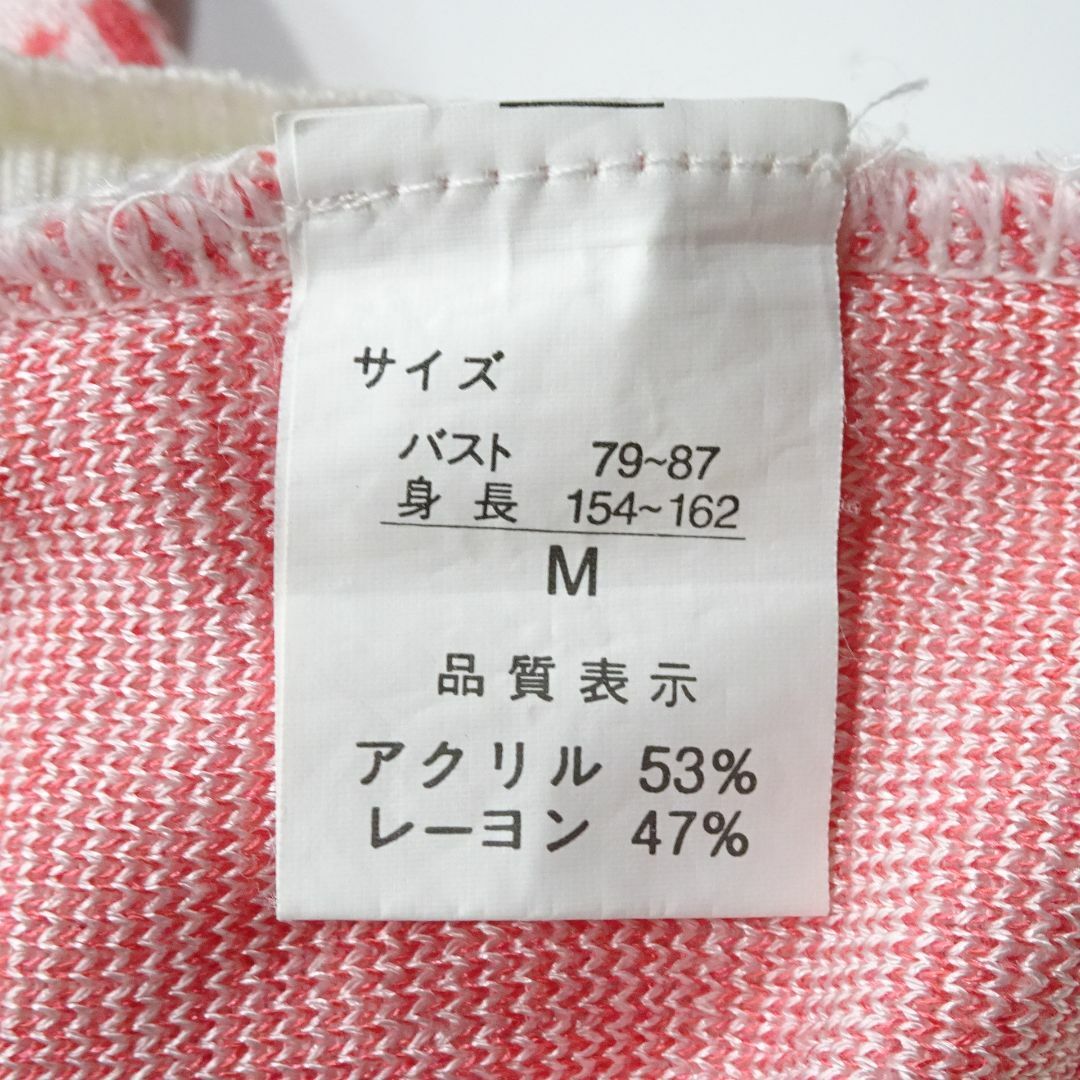 サイズ
バスト 79~87
身長 154~162
M
品質表示
アクリル 53%
レーヨン 47%